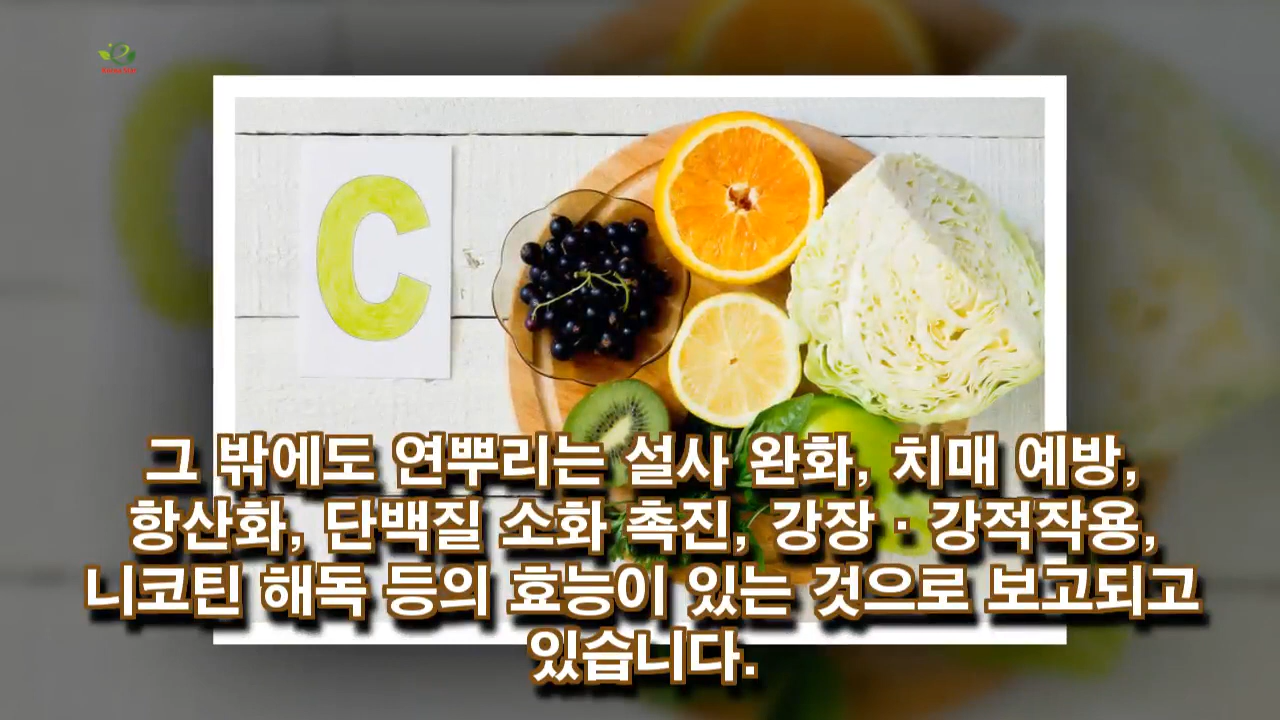 C
그 밖에도 연뿌리는 설사 완화, 치매 예방,
항산화, 단백질 소화 촉진, 강장·강적작용,
니코틴 해독 등의 효능이 있는 것으로 보고되고
있습니다.